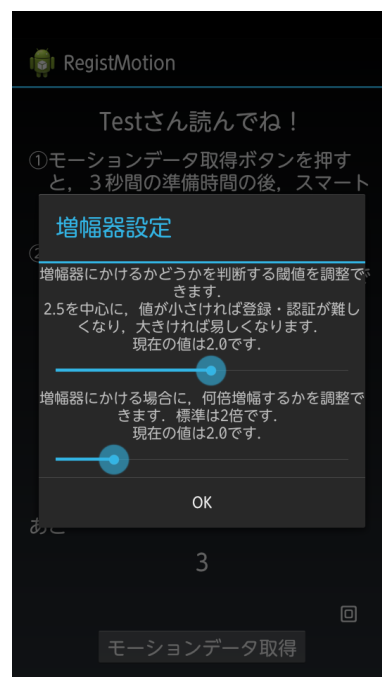 RegistMotion
Testさん読んでね！
①モーションデータ取得ボタンを押す
と，３秒間の準備時間の後，スマート
増幅器設定
増幅器にかけるかどうかを判断する閾値を調整で
きます．
2.5を中心に，値が小さければ登録・認証が難し
くなり，大きければ易しくなります．
現在の値は2.0です．
増幅器にかける場合に，何倍増幅するかを調整で
きます．標準は2倍です．
現在の値は2.0です．
OK
あと
3
モーションデータ取得